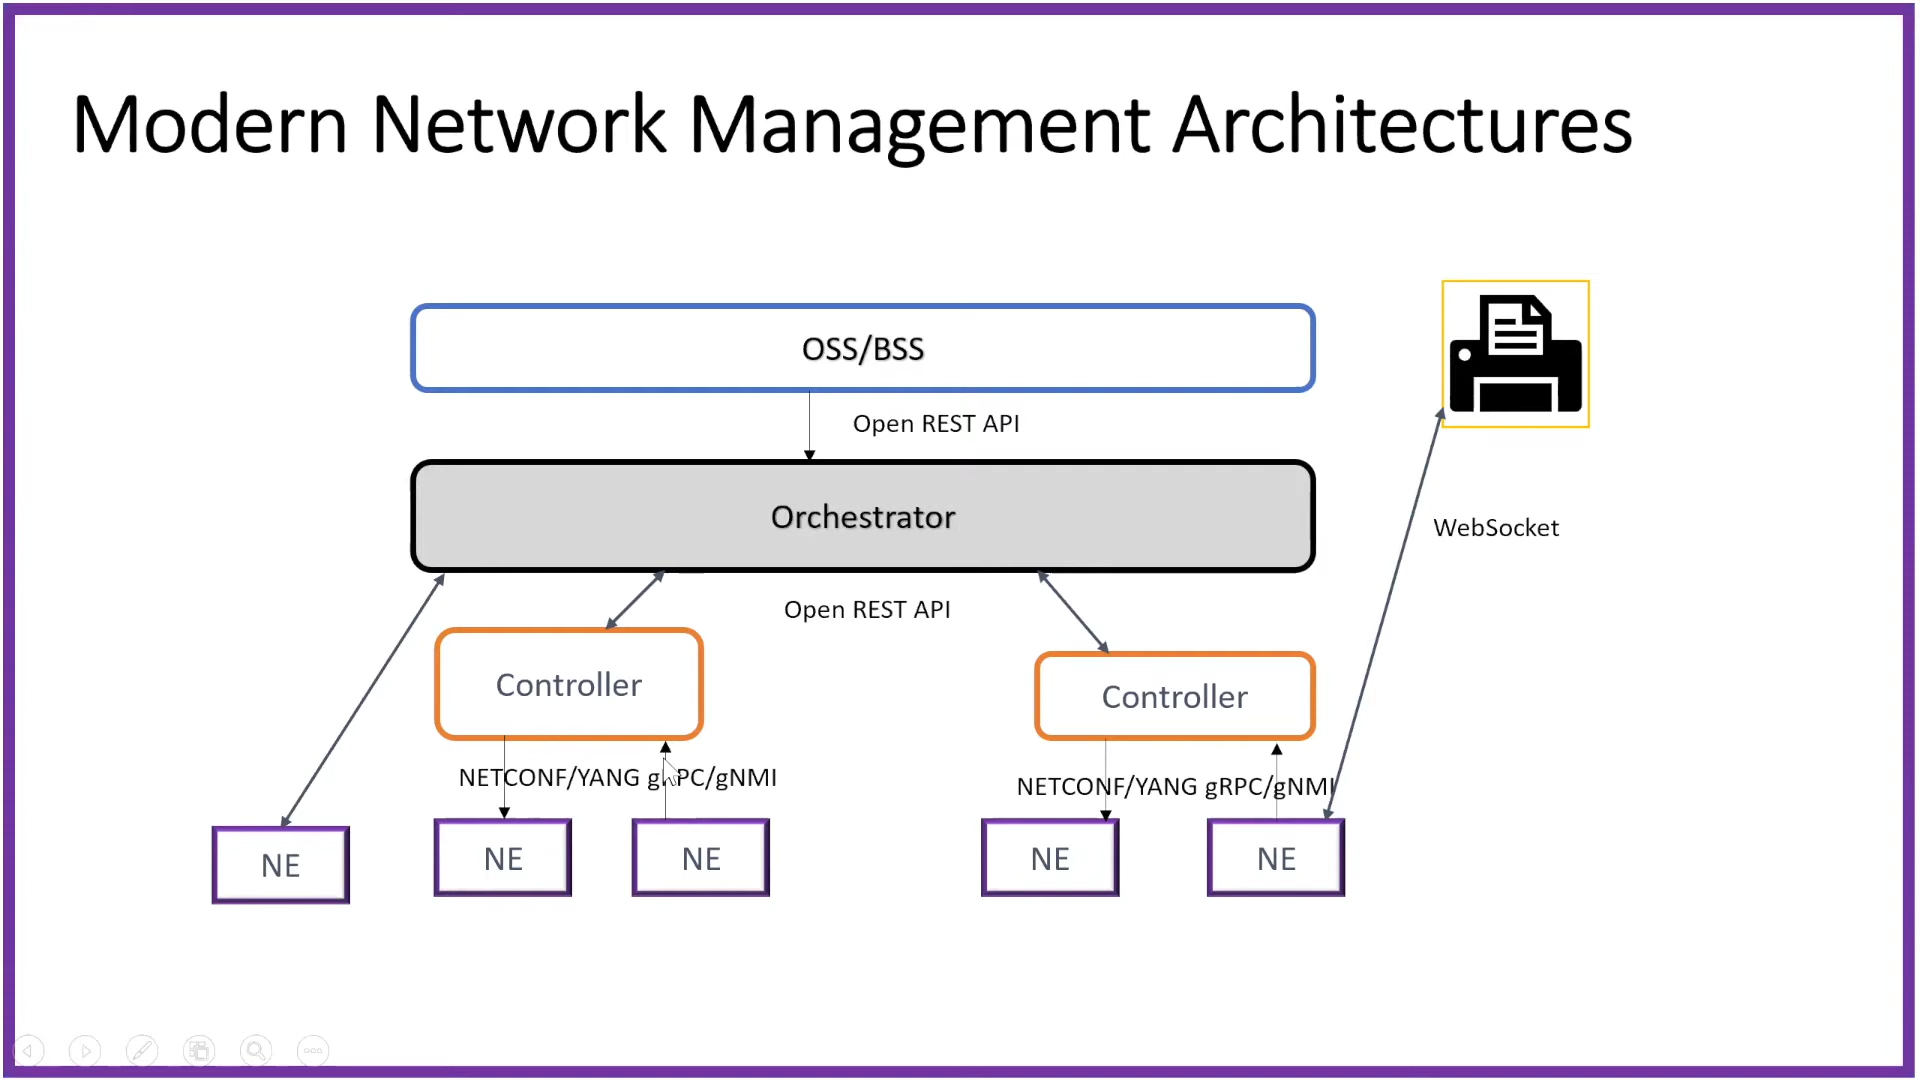 Modern Network Management Architectures
OSS/BSS
Open REST API
Orchestrator
WebSocket
Open REST API
Controller
Controller
NETCONF/YANG gRPC/gNMI
NETCONF/YANG gRPC/gNMI
NE
NE
NE
NE
NE